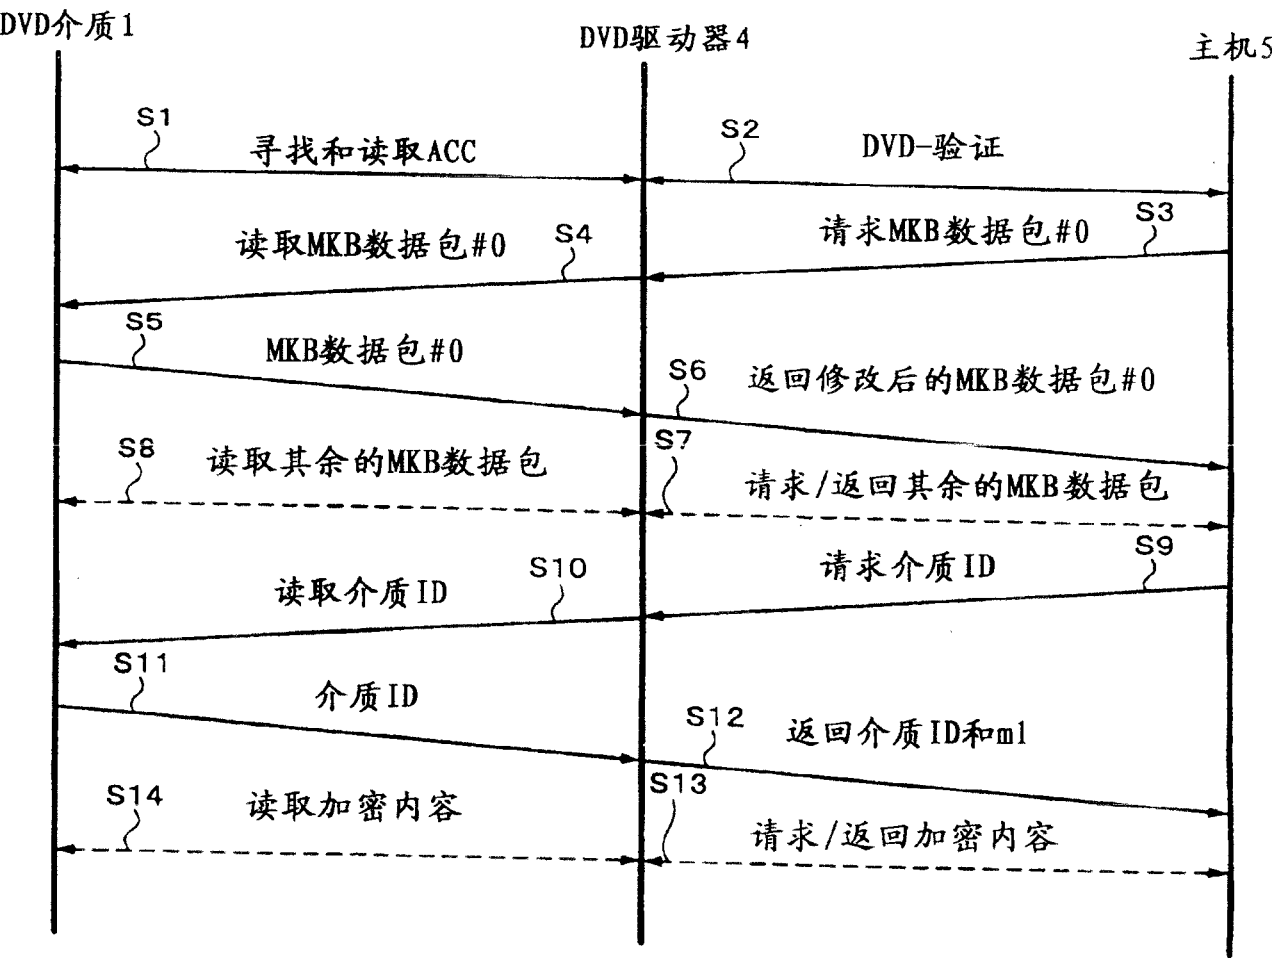 DVD介质1
DVD驱动器4
主机5
S1
寻找和读取ACC
S2
DVD-验证
S3
请求MKB数据包#0
S4
读取MKB数据包#0
S5
MKB数据包#0
S6
返回修改后的MKB数据包#0
S7
请求/返回其余的MKB数据包
S8
读取其余的MKB数据包
S9
请求介质ID
S10
读取介质ID
S11
介质ID
S12
返回介质ID和m1
S13
请求/返回加密内容
S14
读取加密内容